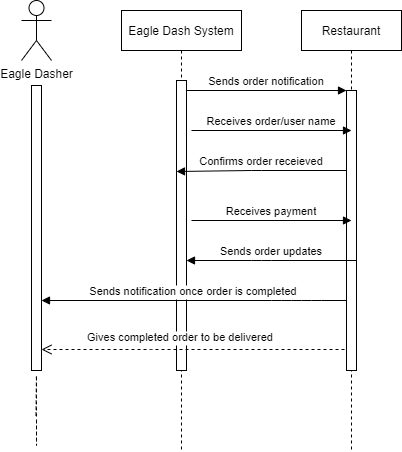 Eagle Dash System
Restaurant
Eagle Dasher
Sends order notification
Receives order/user name
Confirms order receieved
Receives payment
Sends order updates
Sends notification once order is completed
Gives completed order to be delivered